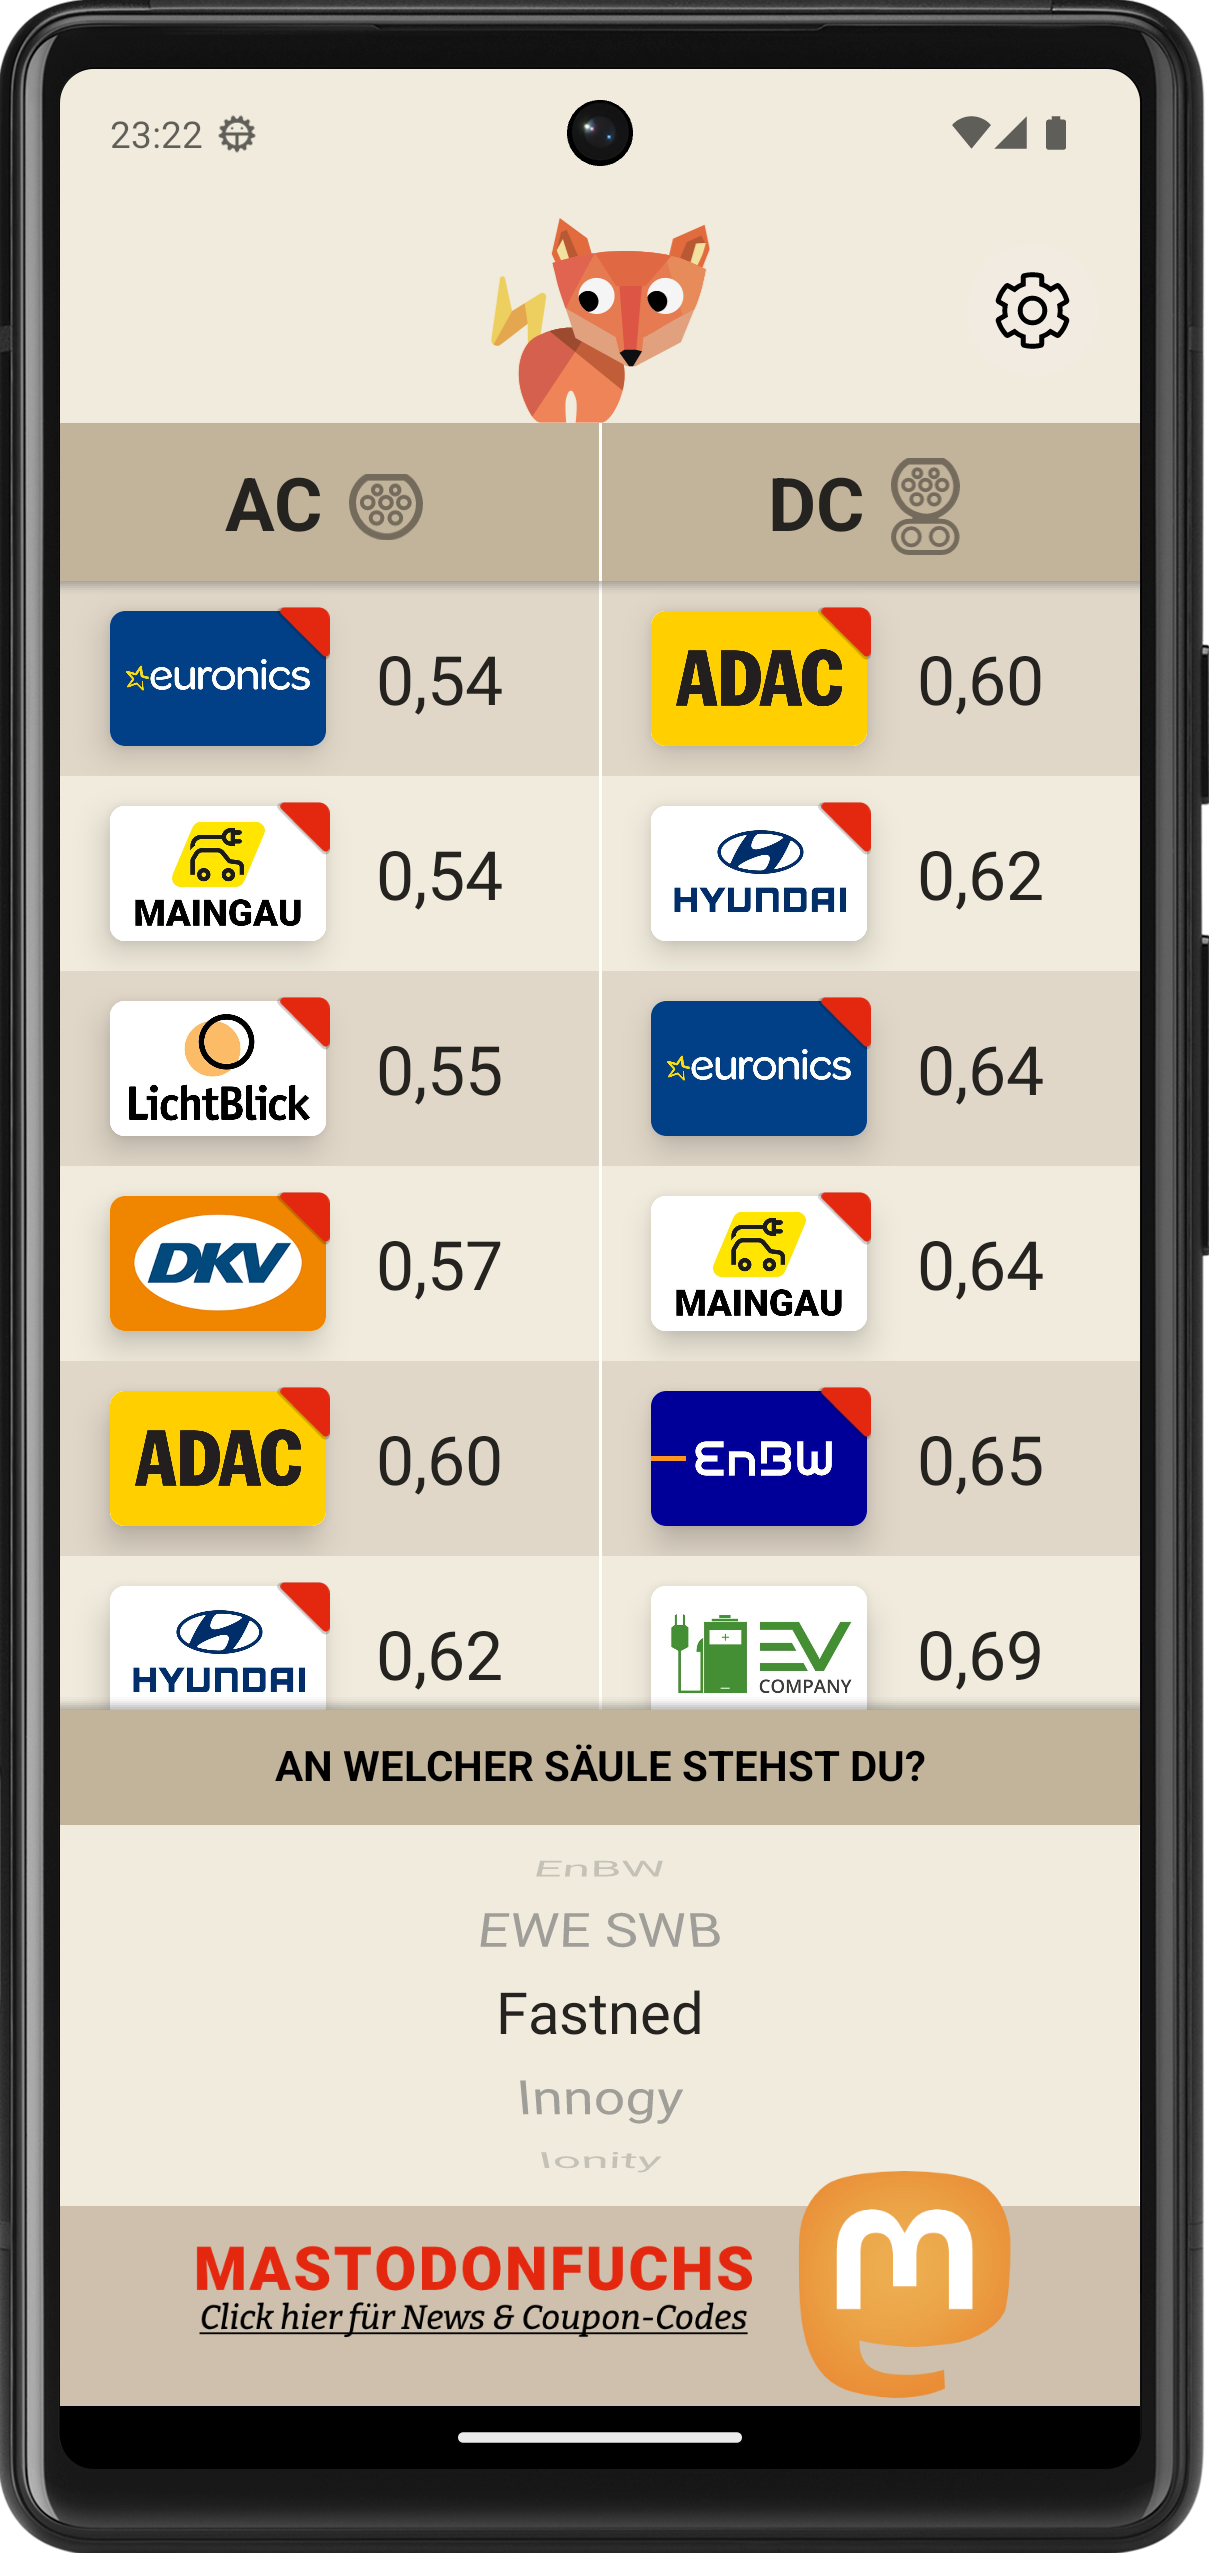 23:22
AC DC
euronics 0,54 ADAC 0,60
MAINGAU 0,54 HYUNDAI 0,62
LichtBlick 0,55 euronics 0,64
DKV 0,57 MAINGAU 0,64
ADAC 0,60 EnBW 0,65
HYUNDAI 0,62 EV COMPANY 0,69
AN WELCHER SÄULE STEHST DU?
EnBW
EWE SWB
Fastned
Innogy
Ionity
MASTODONFUCHS
Click hier für News & Coupon-Codes
m